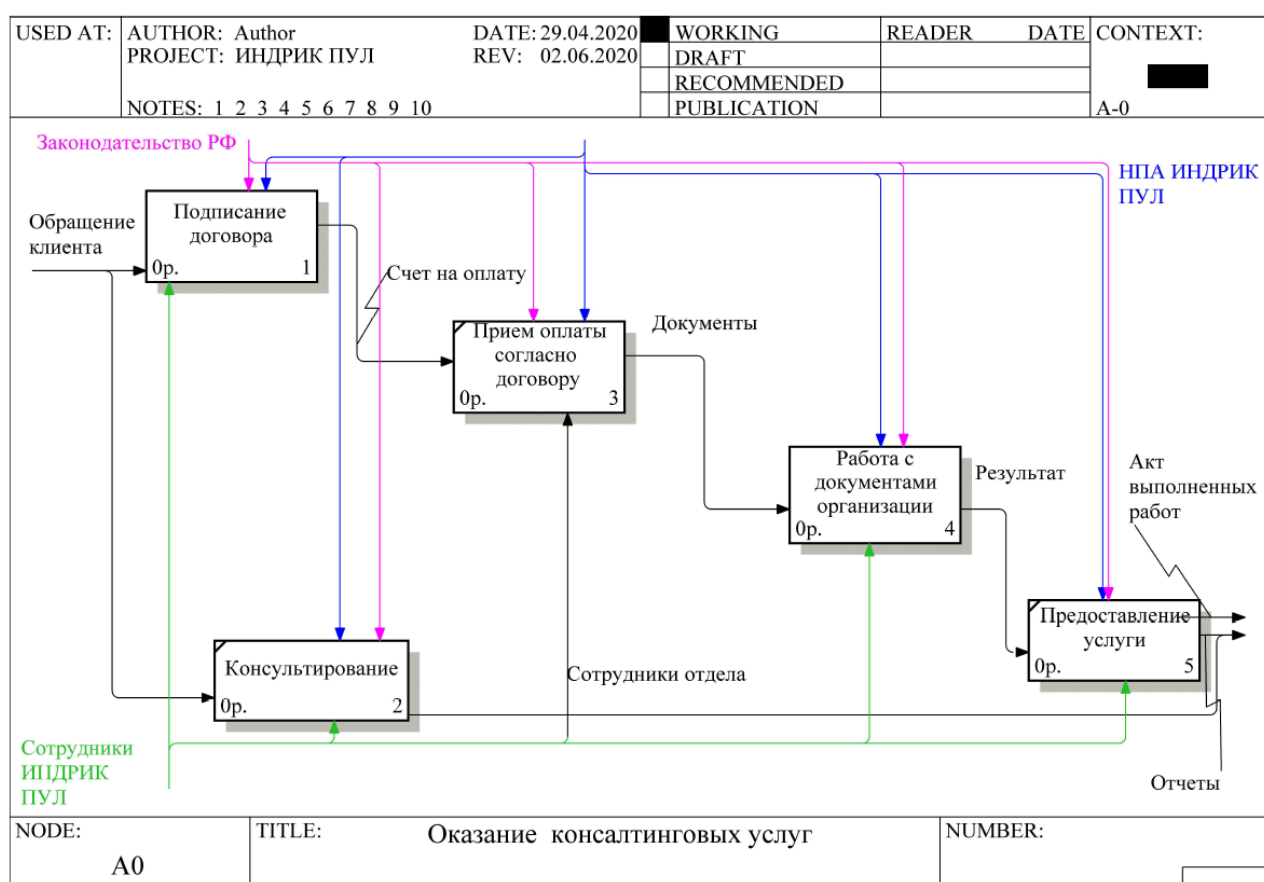 USED AT:
AUTHOR: Author
DATE: 29.04.2020
PROJECT: ИНДРИК ПУЛ
REV: 02.06.2020
NOTES: 1 2 3 4 5 6 7 8 9 10
WORKING
DRAFT
RECOMMENDED
PUBLICATION
READER DATE
CONTEXT:
A-0
Законодательство РФ
НПА ИНДРИК
ПУЛ
Обращение
клиента
Подписание
договора
0р. 1
Счет на оплату
Прием оплаты
согласно
договору
0р. 3
Документы
Работа с
документами
организации
0р. 4
Результат
Акт
выполненных
работ
Предоставление
услуги
0р. 5
Консультирование
0р. 2
Сотрудники отдела
Сотрудники
ИПДРИК
ПУЛ
Отчеты
NODE:
A0
TITLE:
Оказание консалтинговых услуг
NUMBER: